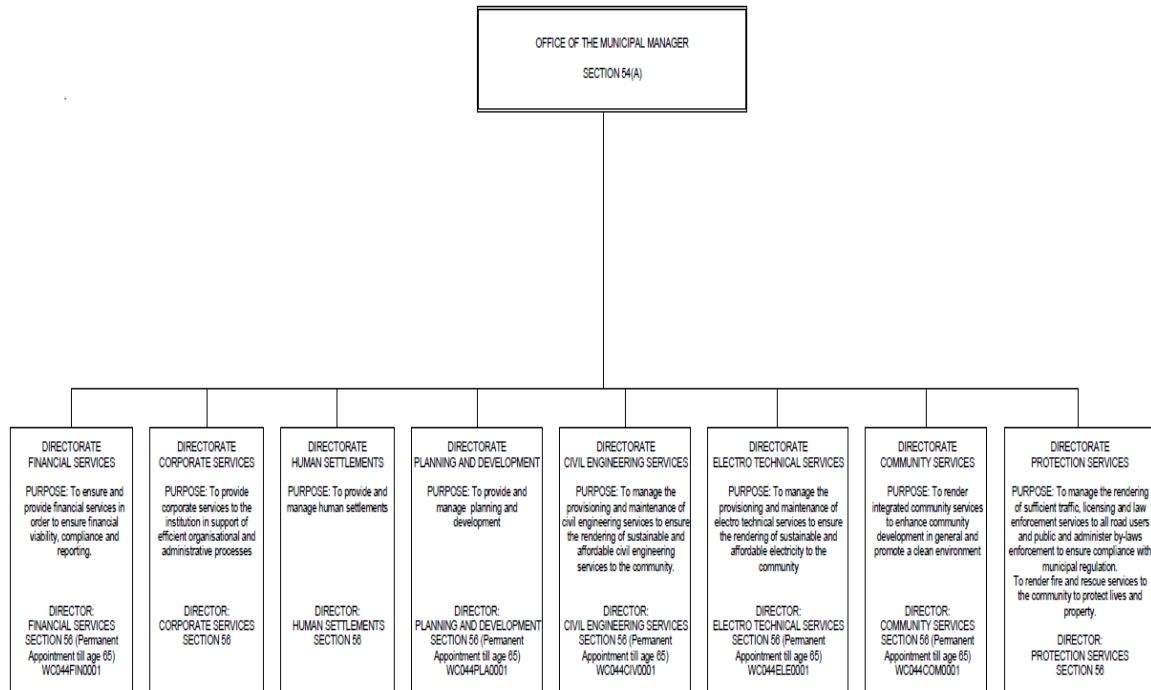 OFFICE OF THE MUNICIPAL MANAGER
SECTION 54(A)
DIRECTORATE
FINANCIAL SERVICES
PURPOSE: To ensure and
provide financial services in
order to ensure financial
viability, compliance and
reporting.
DIRECTOR:
FINANCIAL SERVICES
SECTION 56 (Permanent
Appointment till age 65)
WC044FIN0001
DIRECTORATE
CORPORATE SERVICES
PURPOSE: To provide
corporate services to the
institution in support of
efficient organisational and
administrative processes
DIRECTOR:
CORPORATE SERVICES
SECTION 56
DIRECTORATE
HUMAN SETTLEMENTS
PURPOSE: To provide and
manage human settlements
DIRECTOR:
HUMAN SETTLEMENTS
SECTION 56
DIRECTORATE
PLANNING AND DEVELOPMENT
PURPOSE: To provide and
manage planning and
development
DIRECTOR:
PLANNING AND DEVELOPMENT
SECTION 56 (Permanent
Appointment till age 65)
WC044PLA0001
DIRECTORATE
CIVIL ENGINEERING SERVICES
PURPOSE: To manage the
provisioning and maintenance of
civil engineering services to ensure
the rendering of sustainable and
affordable civil engineering
services to the community.
DIRECTOR:
CIVIL ENGINEERING SERVICES
SECTION 56 (Permanent
Appointment till age 65)
WC044CIV0001
DIRECTORATE
ELECTRO TECHNICAL SERVICES
PURPOSE: To manage the
provisioning and maintenance of
electro technical services to ensure
the rendering of sustainable and
affordable electricity to the
community
DIRECTOR:
ELECTRO TECHNICAL SERVICES
SECTION 56 (Permanent
Appointment till age 65)
WC044ELE0001
DIRECTORATE
COMMUNITY SERVICES
PURPOSE: To render
integrated community services
to enhance community
development in general and
promote a clean environment
DIRECTOR:
COMMUNITY SERVICES
SECTION 56 (Permanent
Appointment till age 65)
WC044COM0001
DIRECTORATE
PROTECTION SERVICES
PURPOSE: To manage the rendering
of sufficient traffic, licensing and law
enforcement services to all road users
and public and administer by-laws
enforcement to ensure compliance with
municipal regulation.
To render fire and rescue services to
the community to protect lives and
property.
DIRECTOR:
PROTECTION SERVICES
SECTION 56